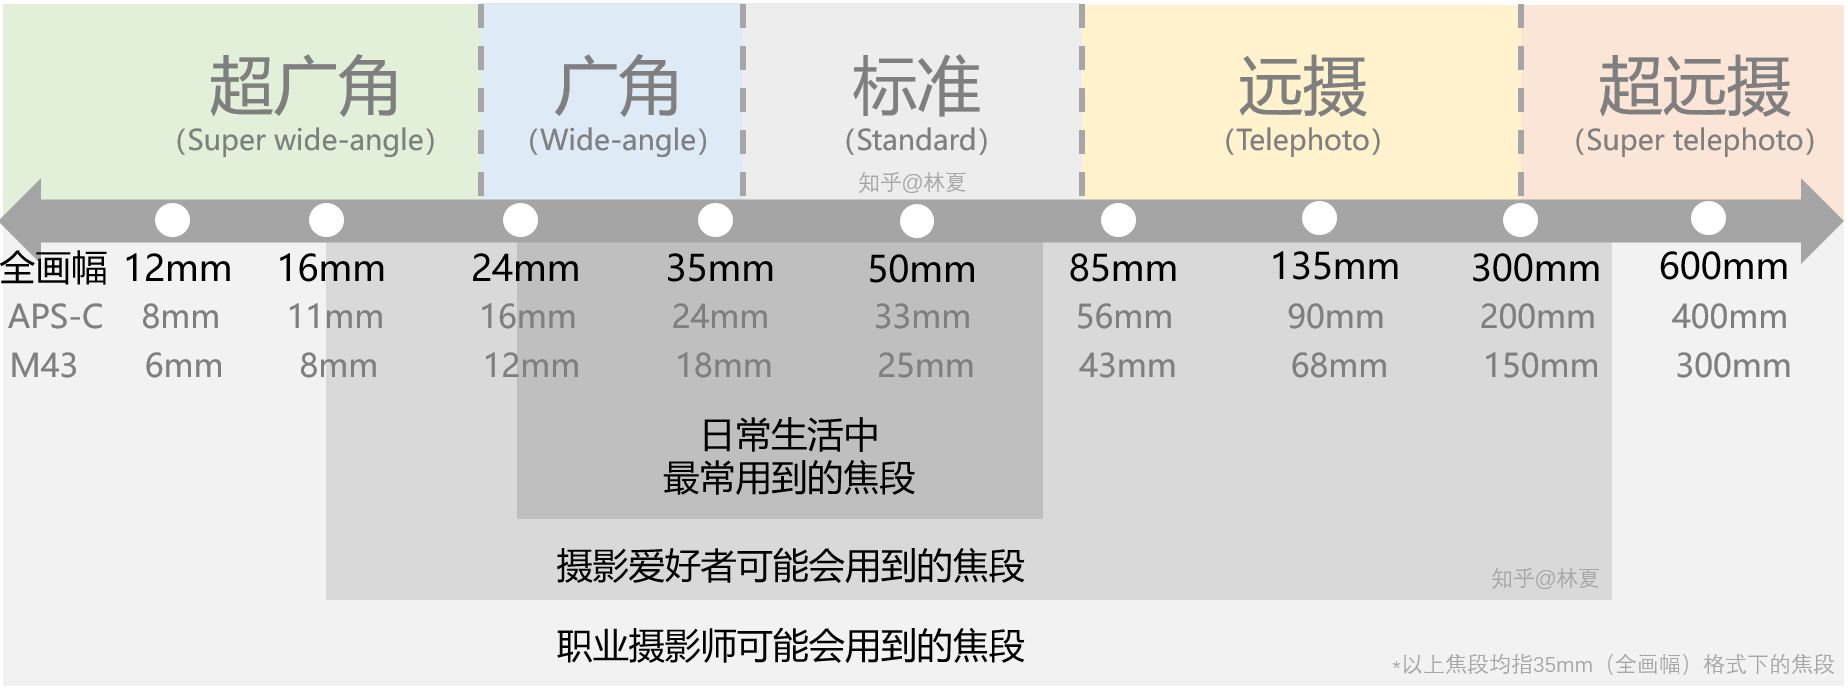 超广角 广角 标准 远摄 超远摄
(Super wide-angle) (Wide-angle) (Standard) (Telephoto) (Super telephoto)
知乎@林夏
全画幅 12mm 16mm 24mm 35mm 50mm 85mm 135mm 300mm 600mm
APS-C 8mm 11mm 16mm 24mm 33mm 56mm 90mm 200mm 400mm
M43 6mm 8mm 12mm 18mm 25mm 43mm 68mm 150mm 300mm
日常生活中
最常用到的焦段
摄影爱好者可能会用到的焦段
知乎@林夏
职业摄影师可能会用到的焦段
*以上焦段均指35mm（全画幅）格式下的焦段